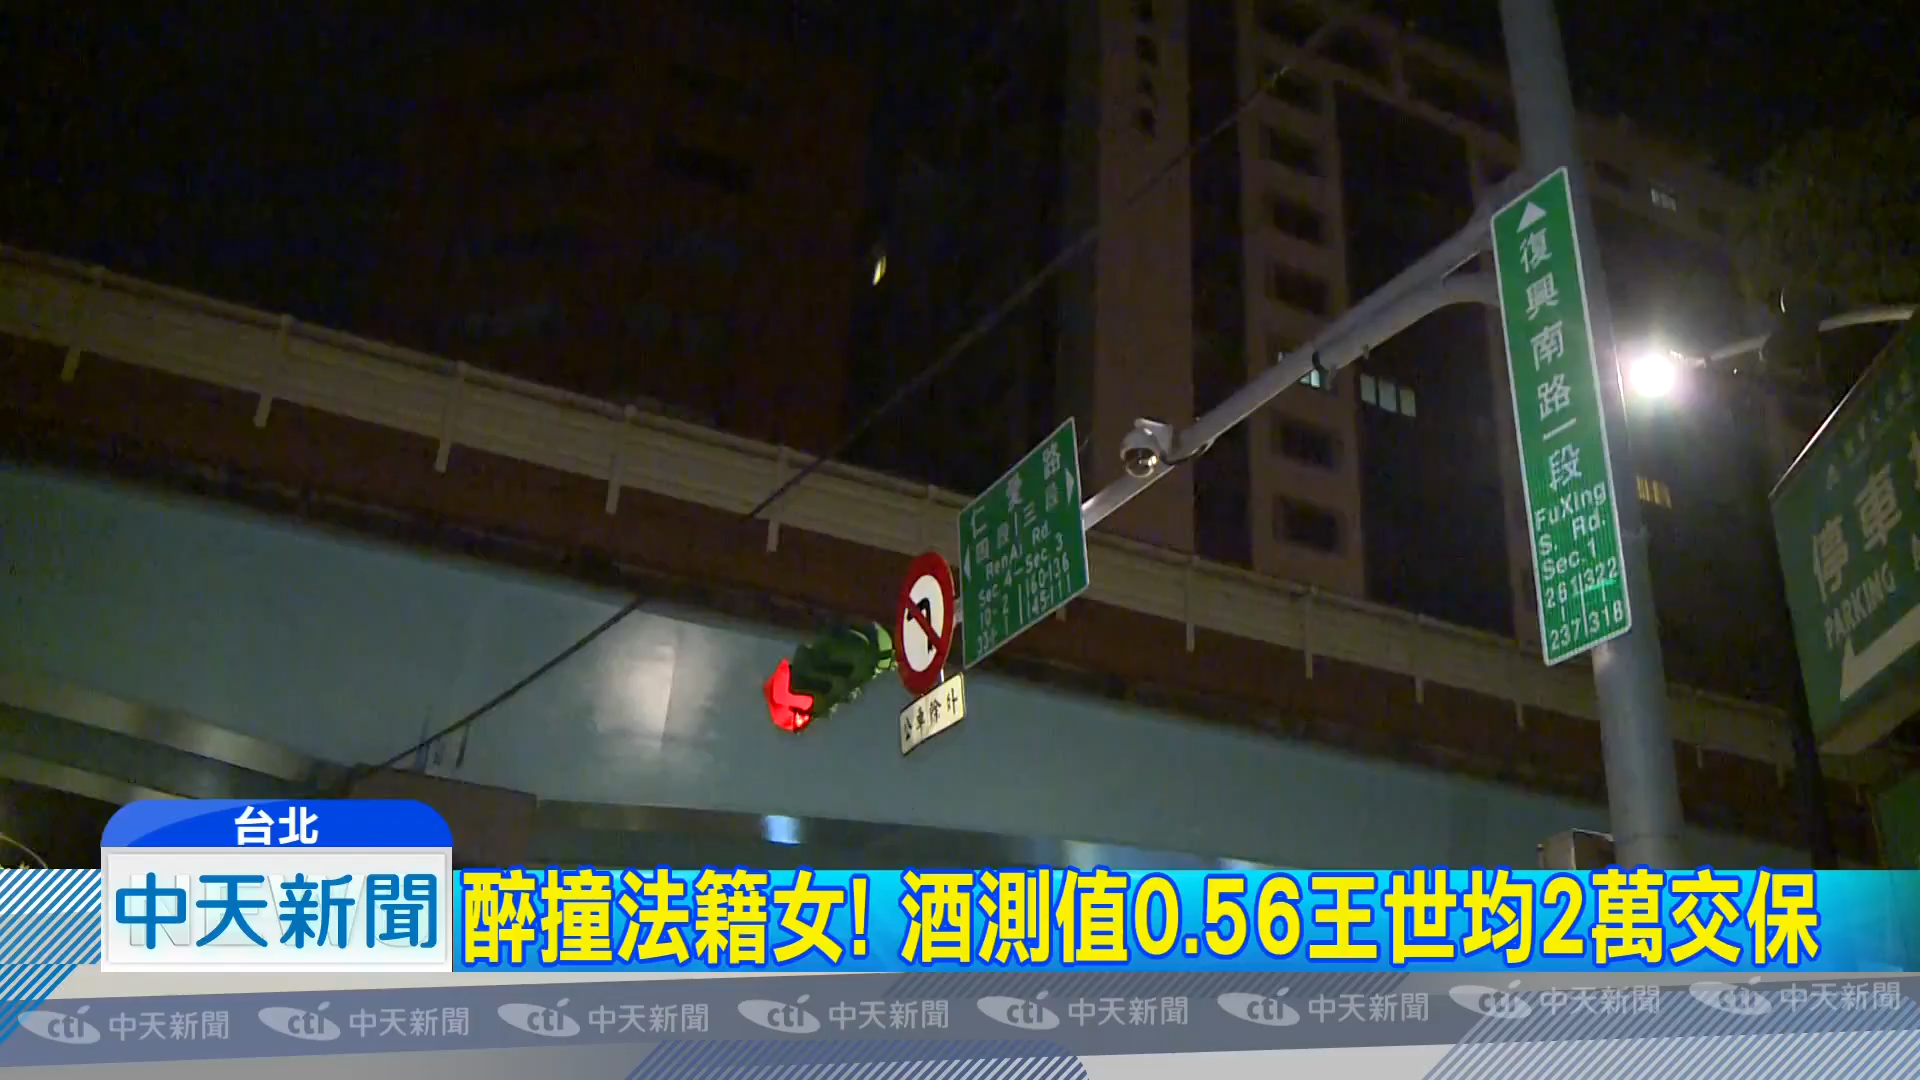 復興南路一段
FuXing
S. Rd.
Sec.1
261|322
237|318
仁愛路
四段|三段
RenAi Rd.
Sec. 4-Sec. 3
公車除外
停車
PARKING
台北
中天新聞
醉撞法籍女! 酒測值0.56王世均2萬交保
cti 中天新聞 cti 中天新聞 cti 中天新聞 cti 中天新聞 cti 中天新聞 cti 中天新聞 cti 中天新聞 cti 中天新聞